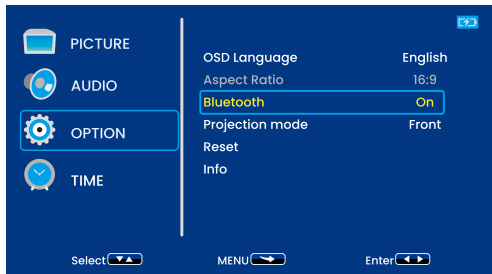 PICTURE
AUDIO
OPTION
TIME
OSD Language English
Aspect Ratio 16:9
Bluetooth On
Projection mode Front
Reset
Info
Select MENU Enter